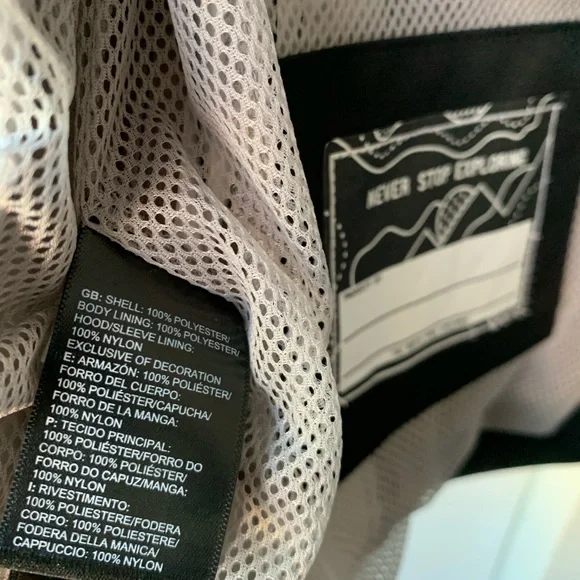 NEVER STOP EXPLORING
GB: SHELL: 100% POLYESTER/
BODY LINING: 100% POLYESTER/
HOOD/SLEEVE LINING:
100% NYLON
EXCLUSIVE OF DECORATION
E: ARMAZÓN: 100% POLIÉSTER/
FORRO DEL CUERPO:
100% POLIÉSTER/CAPUCHA/
FORRO DE LA MANGA:
100% NYLON
P: TECIDO PRINCIPAL:
100% POLIÉSTER/FORRO DO
CORPO: 100% POLIÉSTER/
FORRO DO CAPUZ/MANGA:
100% NYLON
I: RIVESTIMENTO:
100% POLIESTERE/FODERA
CORPO: 100% POLIESTERE/
FODERA DELLA MANICA/
CAPPUCCIO: 100% NYLON